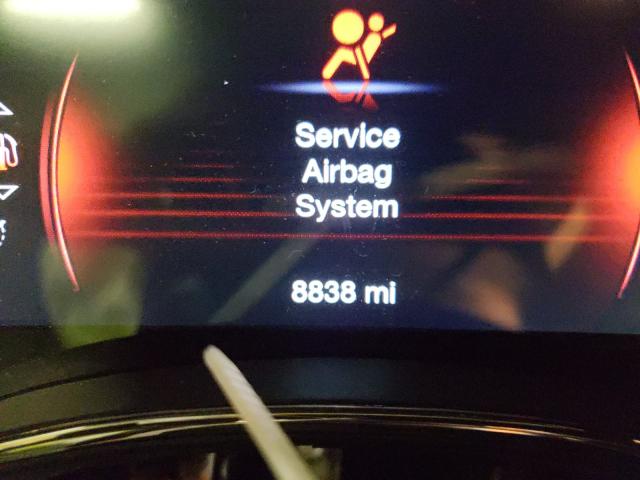 Service
Airbag
System
8838 mi